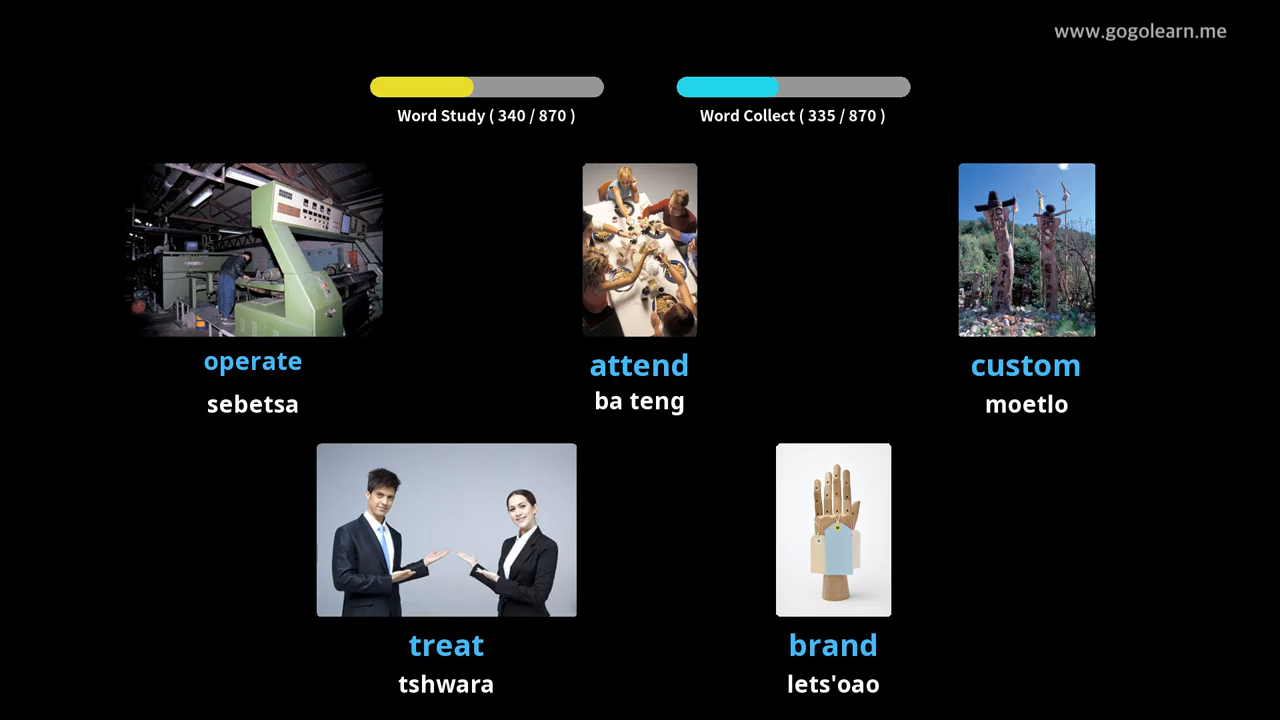 www.gogolearn.me
Word Study ( 340 / 870 )
Word Collect ( 335 / 870 )
operate
sebetsa
attend
ba teng
custom
moetlo
treat
tshwara
brand
lets'oao